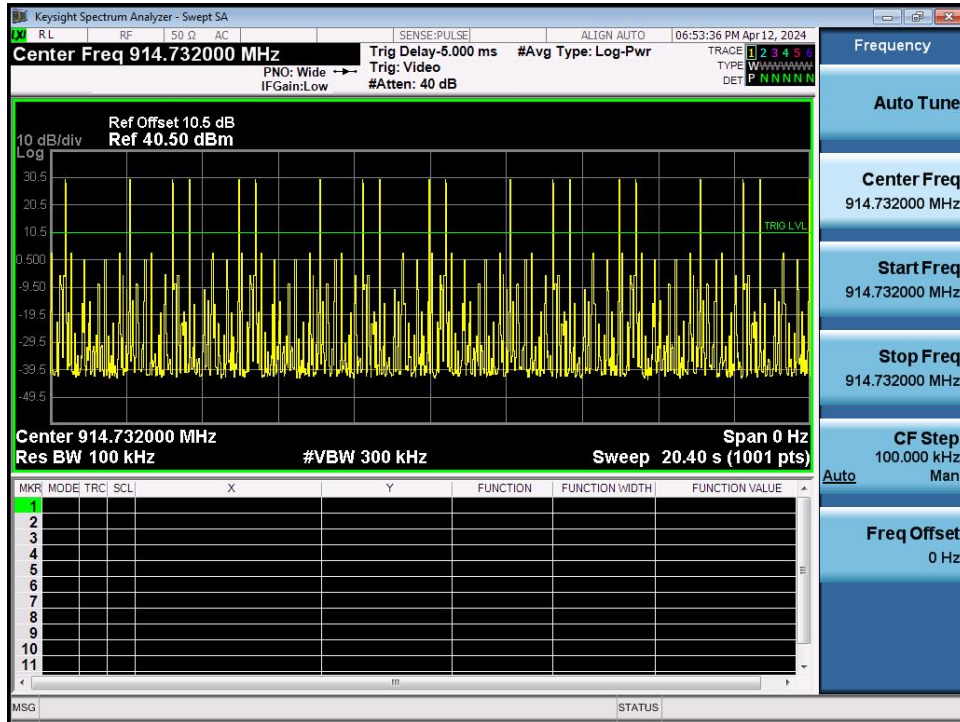 Keysight Spectrum Analyzer - Swept SA
LXI RL RF 50 Ω AC SENSE:PULSE ALIGN AUTO 06:53:36 PM Apr 12, 2024
Center Freq 914.732000 MHz
PNO: Wide
IFGain:Low
Trig Delay-5.000 ms
Trig: Video
#Atten: 40 dB
#Avg Type: Log-Pwr
TRACE 1 2 3 4 5 6
TYPE WWWWWW
DET P N N N N N
10 dB/div
Log
Ref Offset 10.5 dB
Ref 40.50 dBm
30.5
20.5
10.5
0.500
-9.50
-19.5
-29.5
-39.5
-49.5
TRIG LVL
Center 914.732000 MHz Span 0 Hz
Res BW 100 kHz #VBW 300 kHz Sweep 20.40 s (1001 pts)
MKR MODE TRC SCL X Y FUNCTION FUNCTION WIDTH FUNCTION VALUE
1
2
3
4
5
6
7
8
9
10
11
MSG STATUS
Frequency
Auto Tune
Center Freq
914.732000 MHz
Start Freq
914.732000 MHz
Stop Freq
914.732000 MHz
CF Step
100.000 kHz
Auto Man
Freq Offset
0 Hz